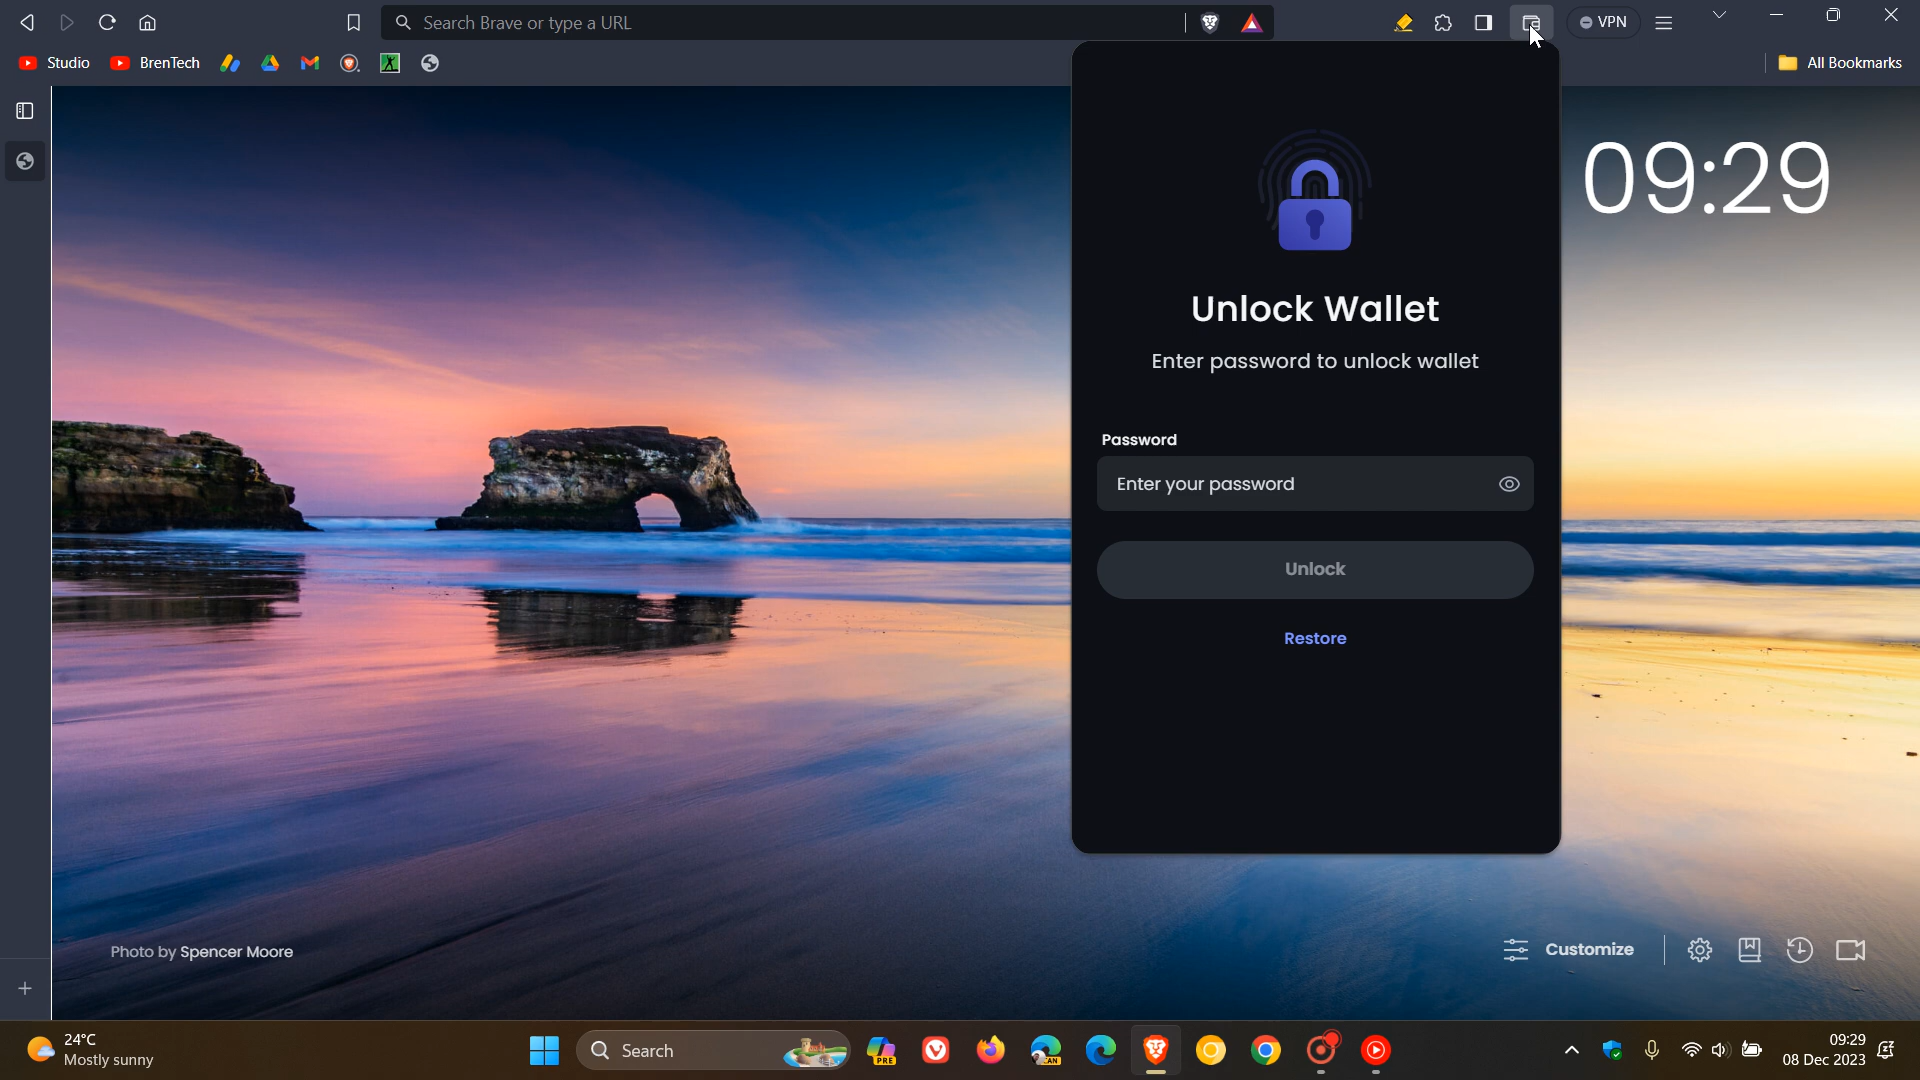 Search Brave or type a URL
VPN
Studio
BrenTech
All Bookmarks
09:29
Unlock Wallet
Enter password to unlock wallet
Password
Enter your password
Unlock
Restore
Photo by Spencer Moore
Customize
24°C
Mostly sunny
Search
PRE
CAN
09:29
08 Dec 2023